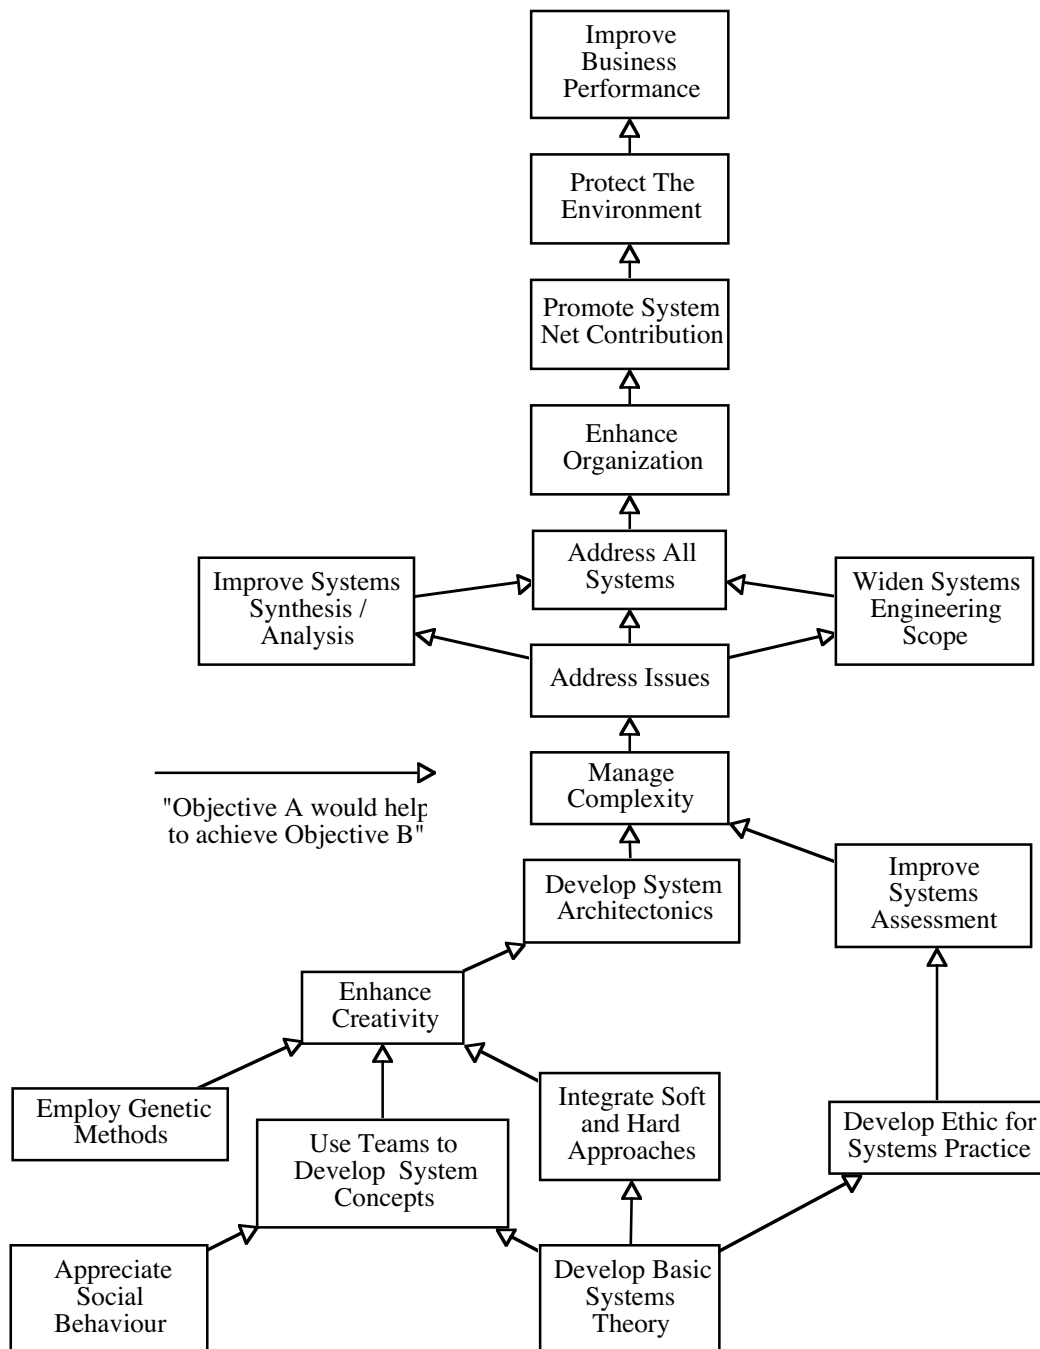 Improve
Business
Performance
Protect The
Environment
Promote System
Net Contribution
Enhance
Organization
Address All
Systems
Improve Systems
Synthesis /
Analysis
Widen Systems
Engineering
Scope
Address Issues
Manage
Complexity
"Objective A would help
to achieve Objective B"
Develop System
Architectonics
Improve
Systems
Assessment
Enhance
Creativity
Employ Genetic
Methods
Use Teams to
Develop System
Concepts
Integrate Soft
and Hard
Approaches
Develop Ethic for
Systems Practice
Appreciate
Social
Behaviour
Develop Basic
Systems
Theory